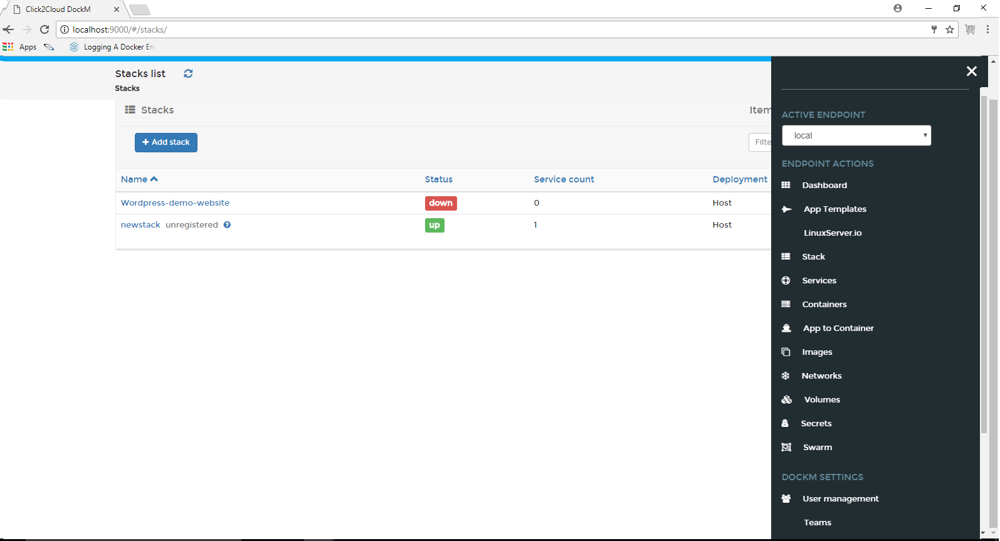 Click2Cloud DockM
localhost:9000/#/stacks/
Apps
Logging A Docker En
Stacks list
Stacks
Stacks
Item
Add stack
Filte
Name
Status
Service count
Deployment
Wordpress-demo-website
down
0
Host
newstack unregistered
up
1
Host
ACTIVE ENDPOINT
local
ENDPOINT ACTIONS
Dashboard
App Templates
LinuxServer.io
Stack
Services
Containers
App to Container
Images
Networks
Volumes
Secrets
Swarm
DOCKM SETTINGS
User management
Teams